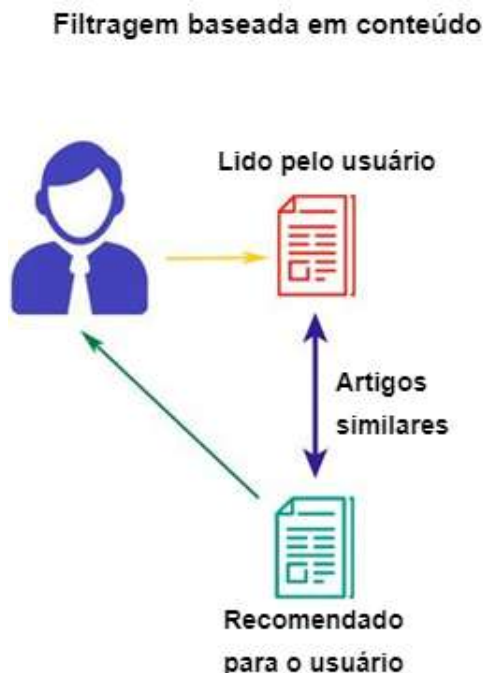 Filtragem baseada em conteúdo
Lido pelo usuário
Artigos
similares
Recomendado
para o usuário